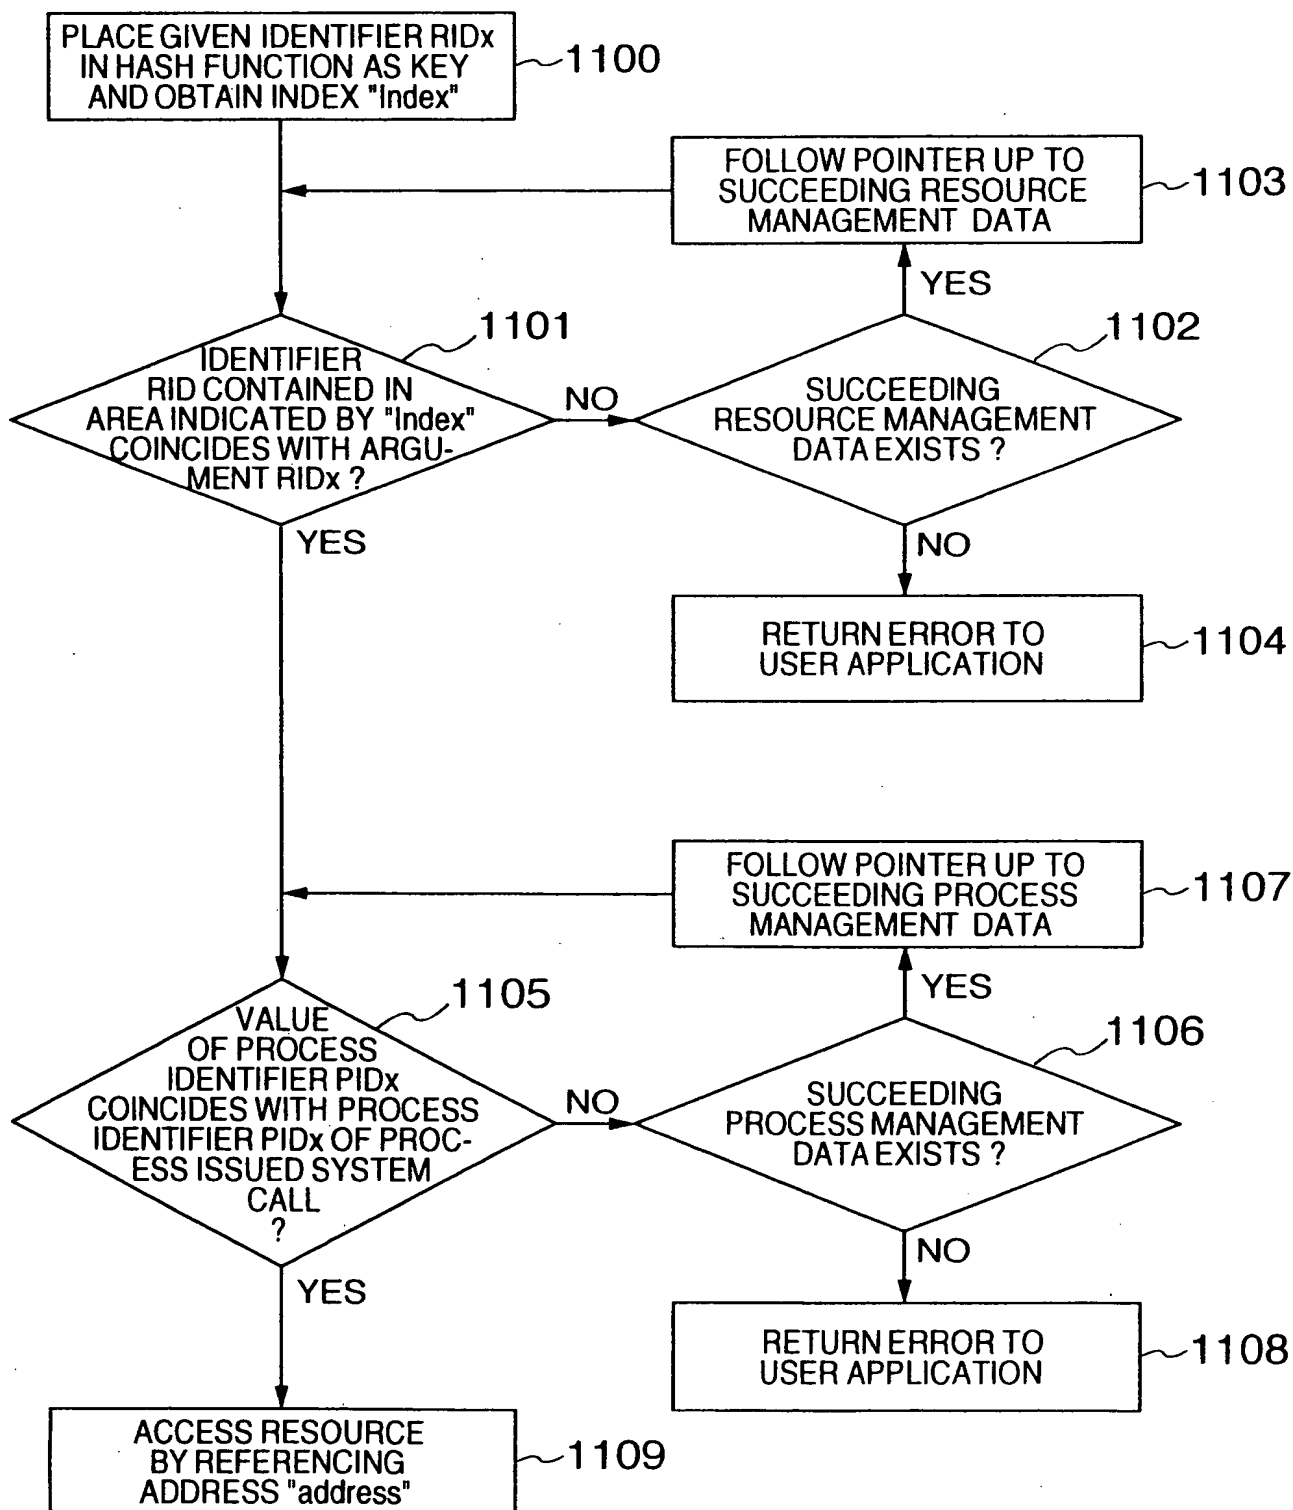 PLACE GIVEN IDENTIFIER RIDx
IN HASH FUNCTION AS KEY
AND OBTAIN INDEX "Index"
1100
FOLLOW POINTER UP TO
SUCCEEDING RESOURCE
MANAGEMENT DATA
1103
YES
1101
IDENTIFIER
RID CONTAINED IN
AREA INDICATED BY "Index"
COINCIDES WITH ARGU-
MENT RIDx ?
NO
1102
SUCCEEDING
RESOURCE MANAGEMENT
DATA EXISTS ?
YES
NO
RETURN ERROR TO
USER APPLICATION
1104
FOLLOW POINTER UP TO
SUCCEEDING PROCESS
MANAGEMENT DATA
1107
YES
1105
VALUE
OF PROCESS
IDENTIFIER PIDx
COINCIDES WITH PROCESS
IDENTIFIER PIDx OF PROC-
ESS ISSUED SYSTEM
CALL
?
NO
1106
SUCCEEDING
PROCESS MANAGEMENT
DATA EXISTS ?
YES
NO
RETURN ERROR TO
USER APPLICATION
1108
ACCESS RESOURCE
BY REFERENCING
ADDRESS "address"
1109